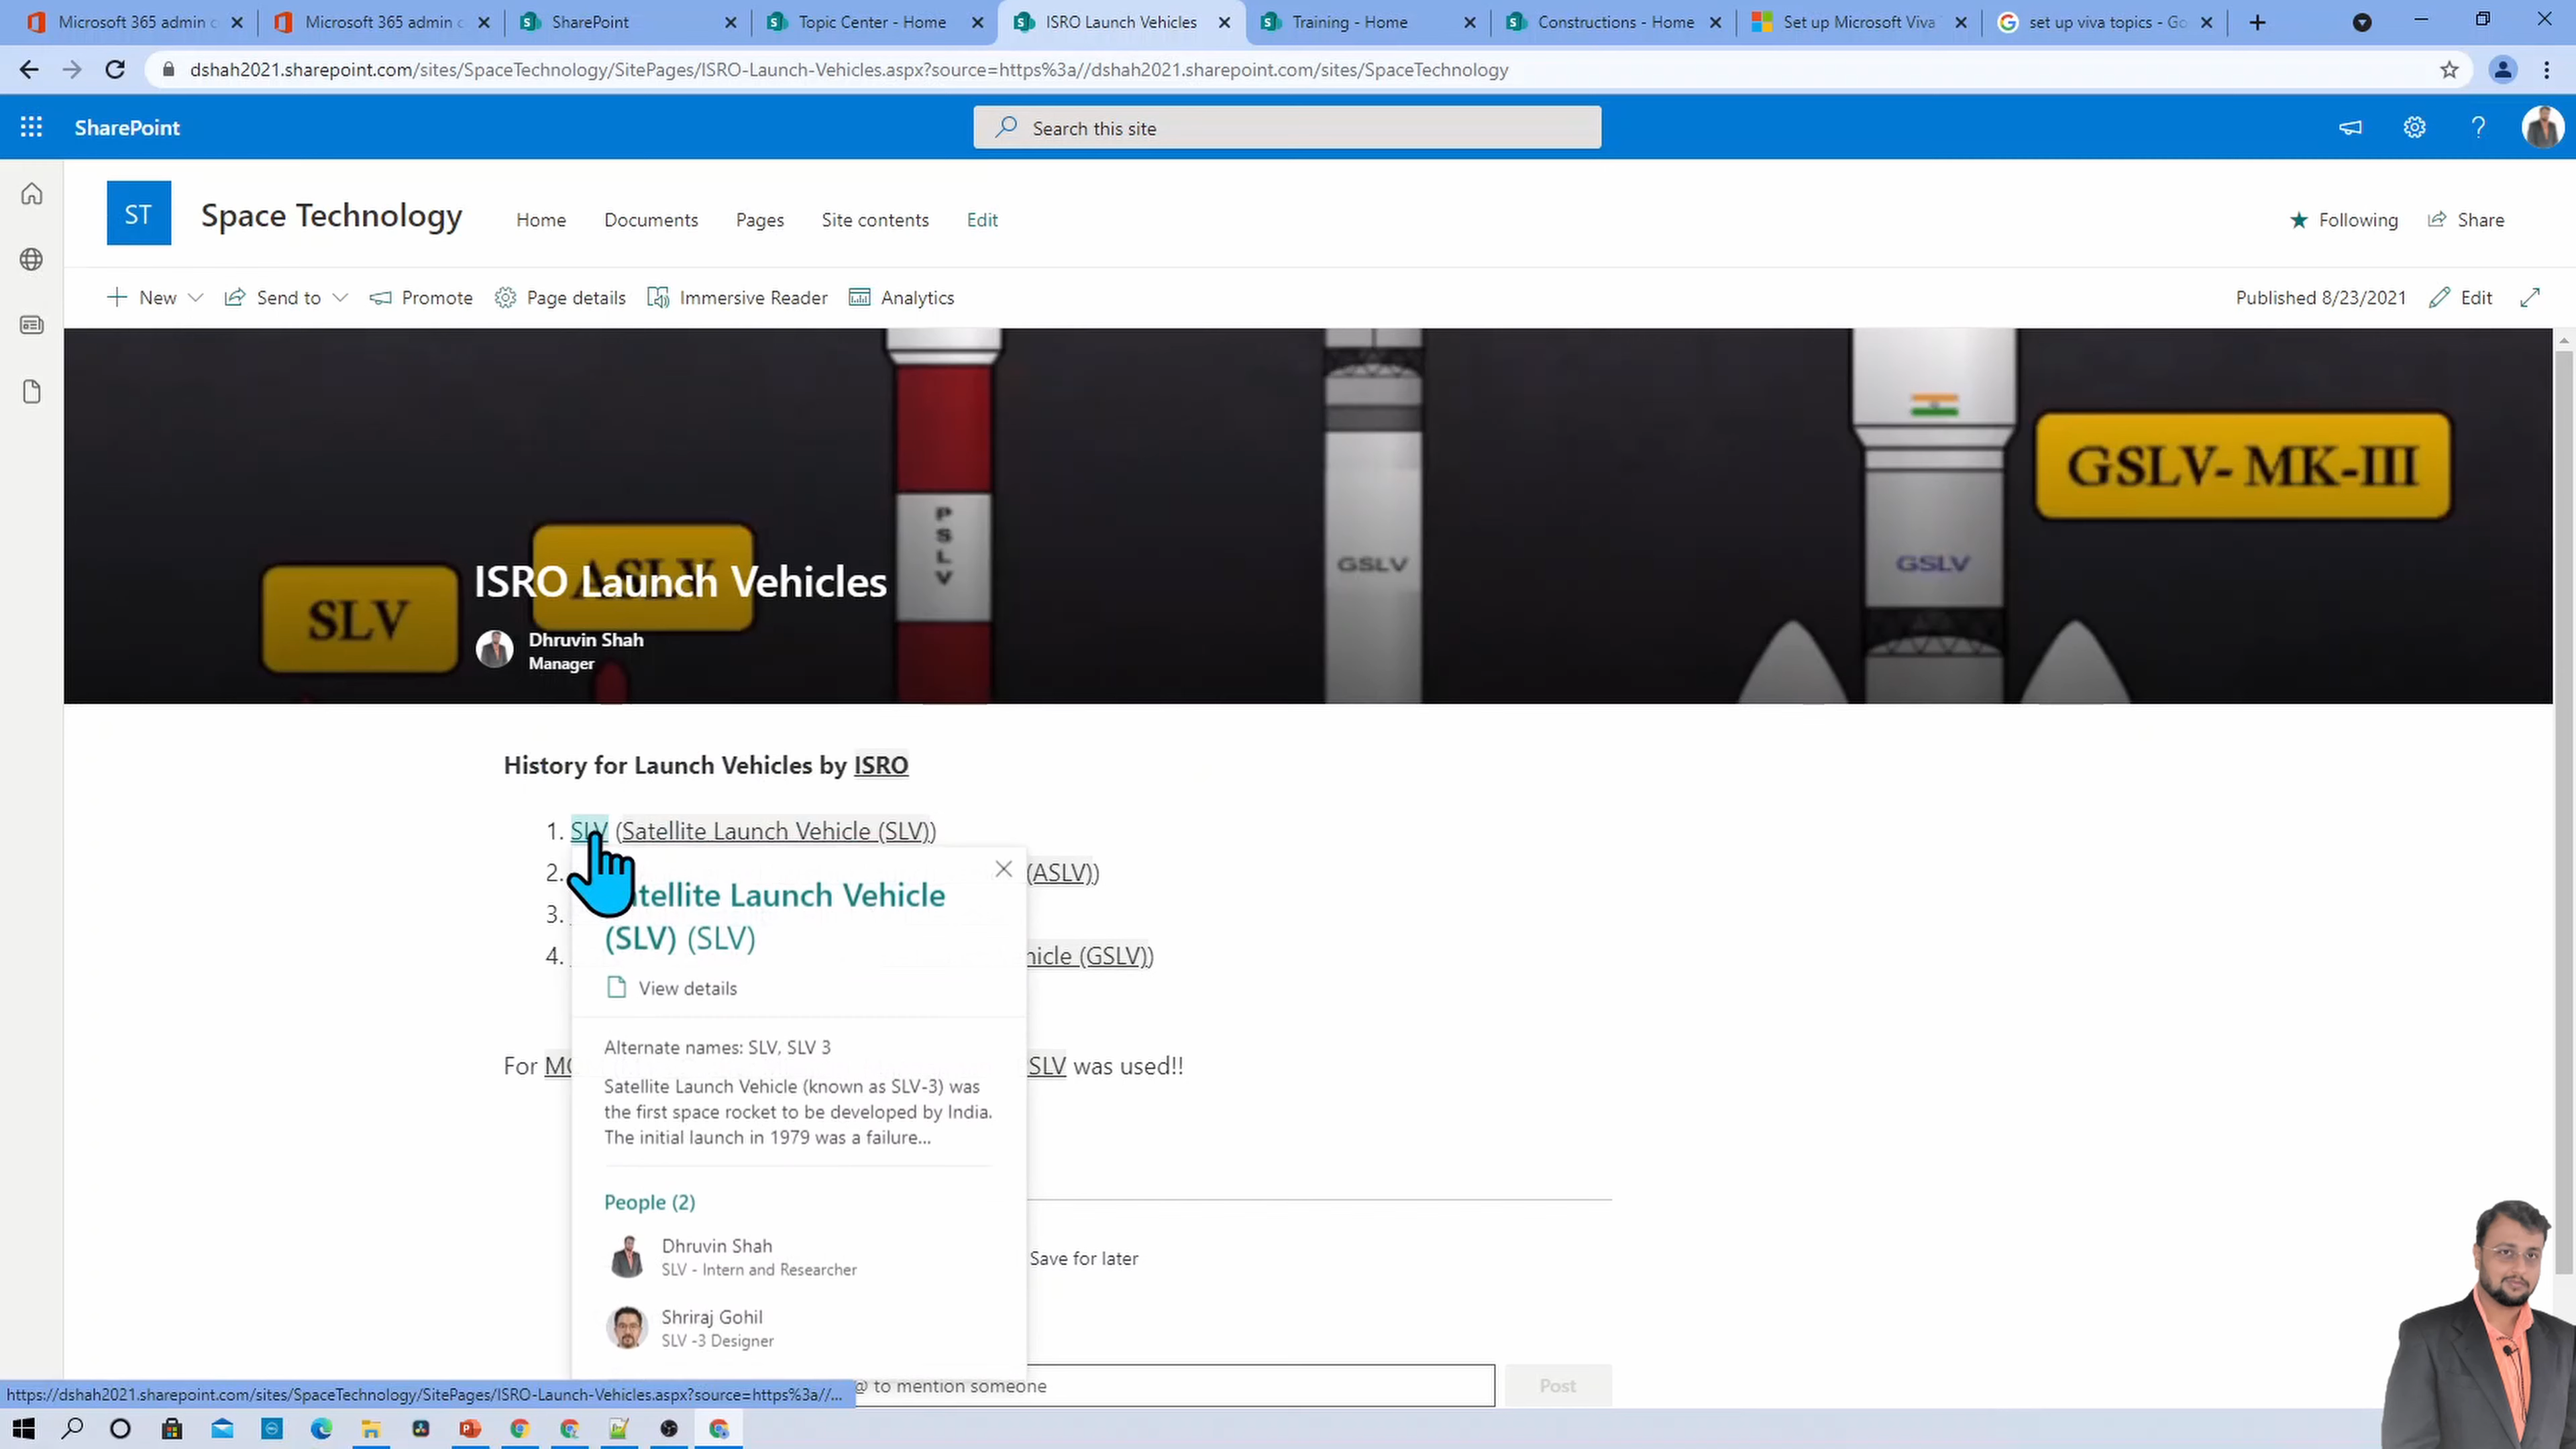 Microsoft 365 admin c
Microsoft 365 admin c
SharePoint
Topic Center - Home
ISRO Launch Vehicles
Training - Home
Constructions - Home
Set up Microsoft Viva
set up viva topics - Go
dshah2021.sharepoint.com/sites/SpaceTechnology/SitePages/ISRO-Launch-Vehicles.aspx?source=https%3a//dshah2021.sharepoint.com/sites/SpaceTechnology
SharePoint
Search this site
ST
Space Technology
Home
Documents
Pages
Site contents
Edit
Following
Share
New
Send to
Promote
Page details
Immersive Reader
Analytics
Published 8/23/2021
Edit
GSLV- MK-III
PSLV
GSLV
GSLV
ASLV
SLV
ISRO Launch Vehicles
Dhruvin Shah
Manager
History for Launch Vehicles by ISRO
1. SLV (Satellite Launch Vehicle (SLV))
2. (ASLV))
3.
4. hicle (GSLV))
tellite Launch Vehicle
(SLV) (SLV)
View details
Alternate names: SLV, SLV 3
For MO SLV was used!!
Satellite Launch Vehicle (known as SLV-3) was
the first space rocket to be developed by India.
The initial launch in 1979 was a failure...
People (2)
Dhruvin Shah
SLV - Intern and Researcher
Save for later
Shriraj Gohil
SLV -3 Designer
@ to mention someone
Post
https://dshah2021.sharepoint.com/sites/SpaceTechnology/SitePages/ISRO-Launch-Vehicles.aspx?source=https%3a//...